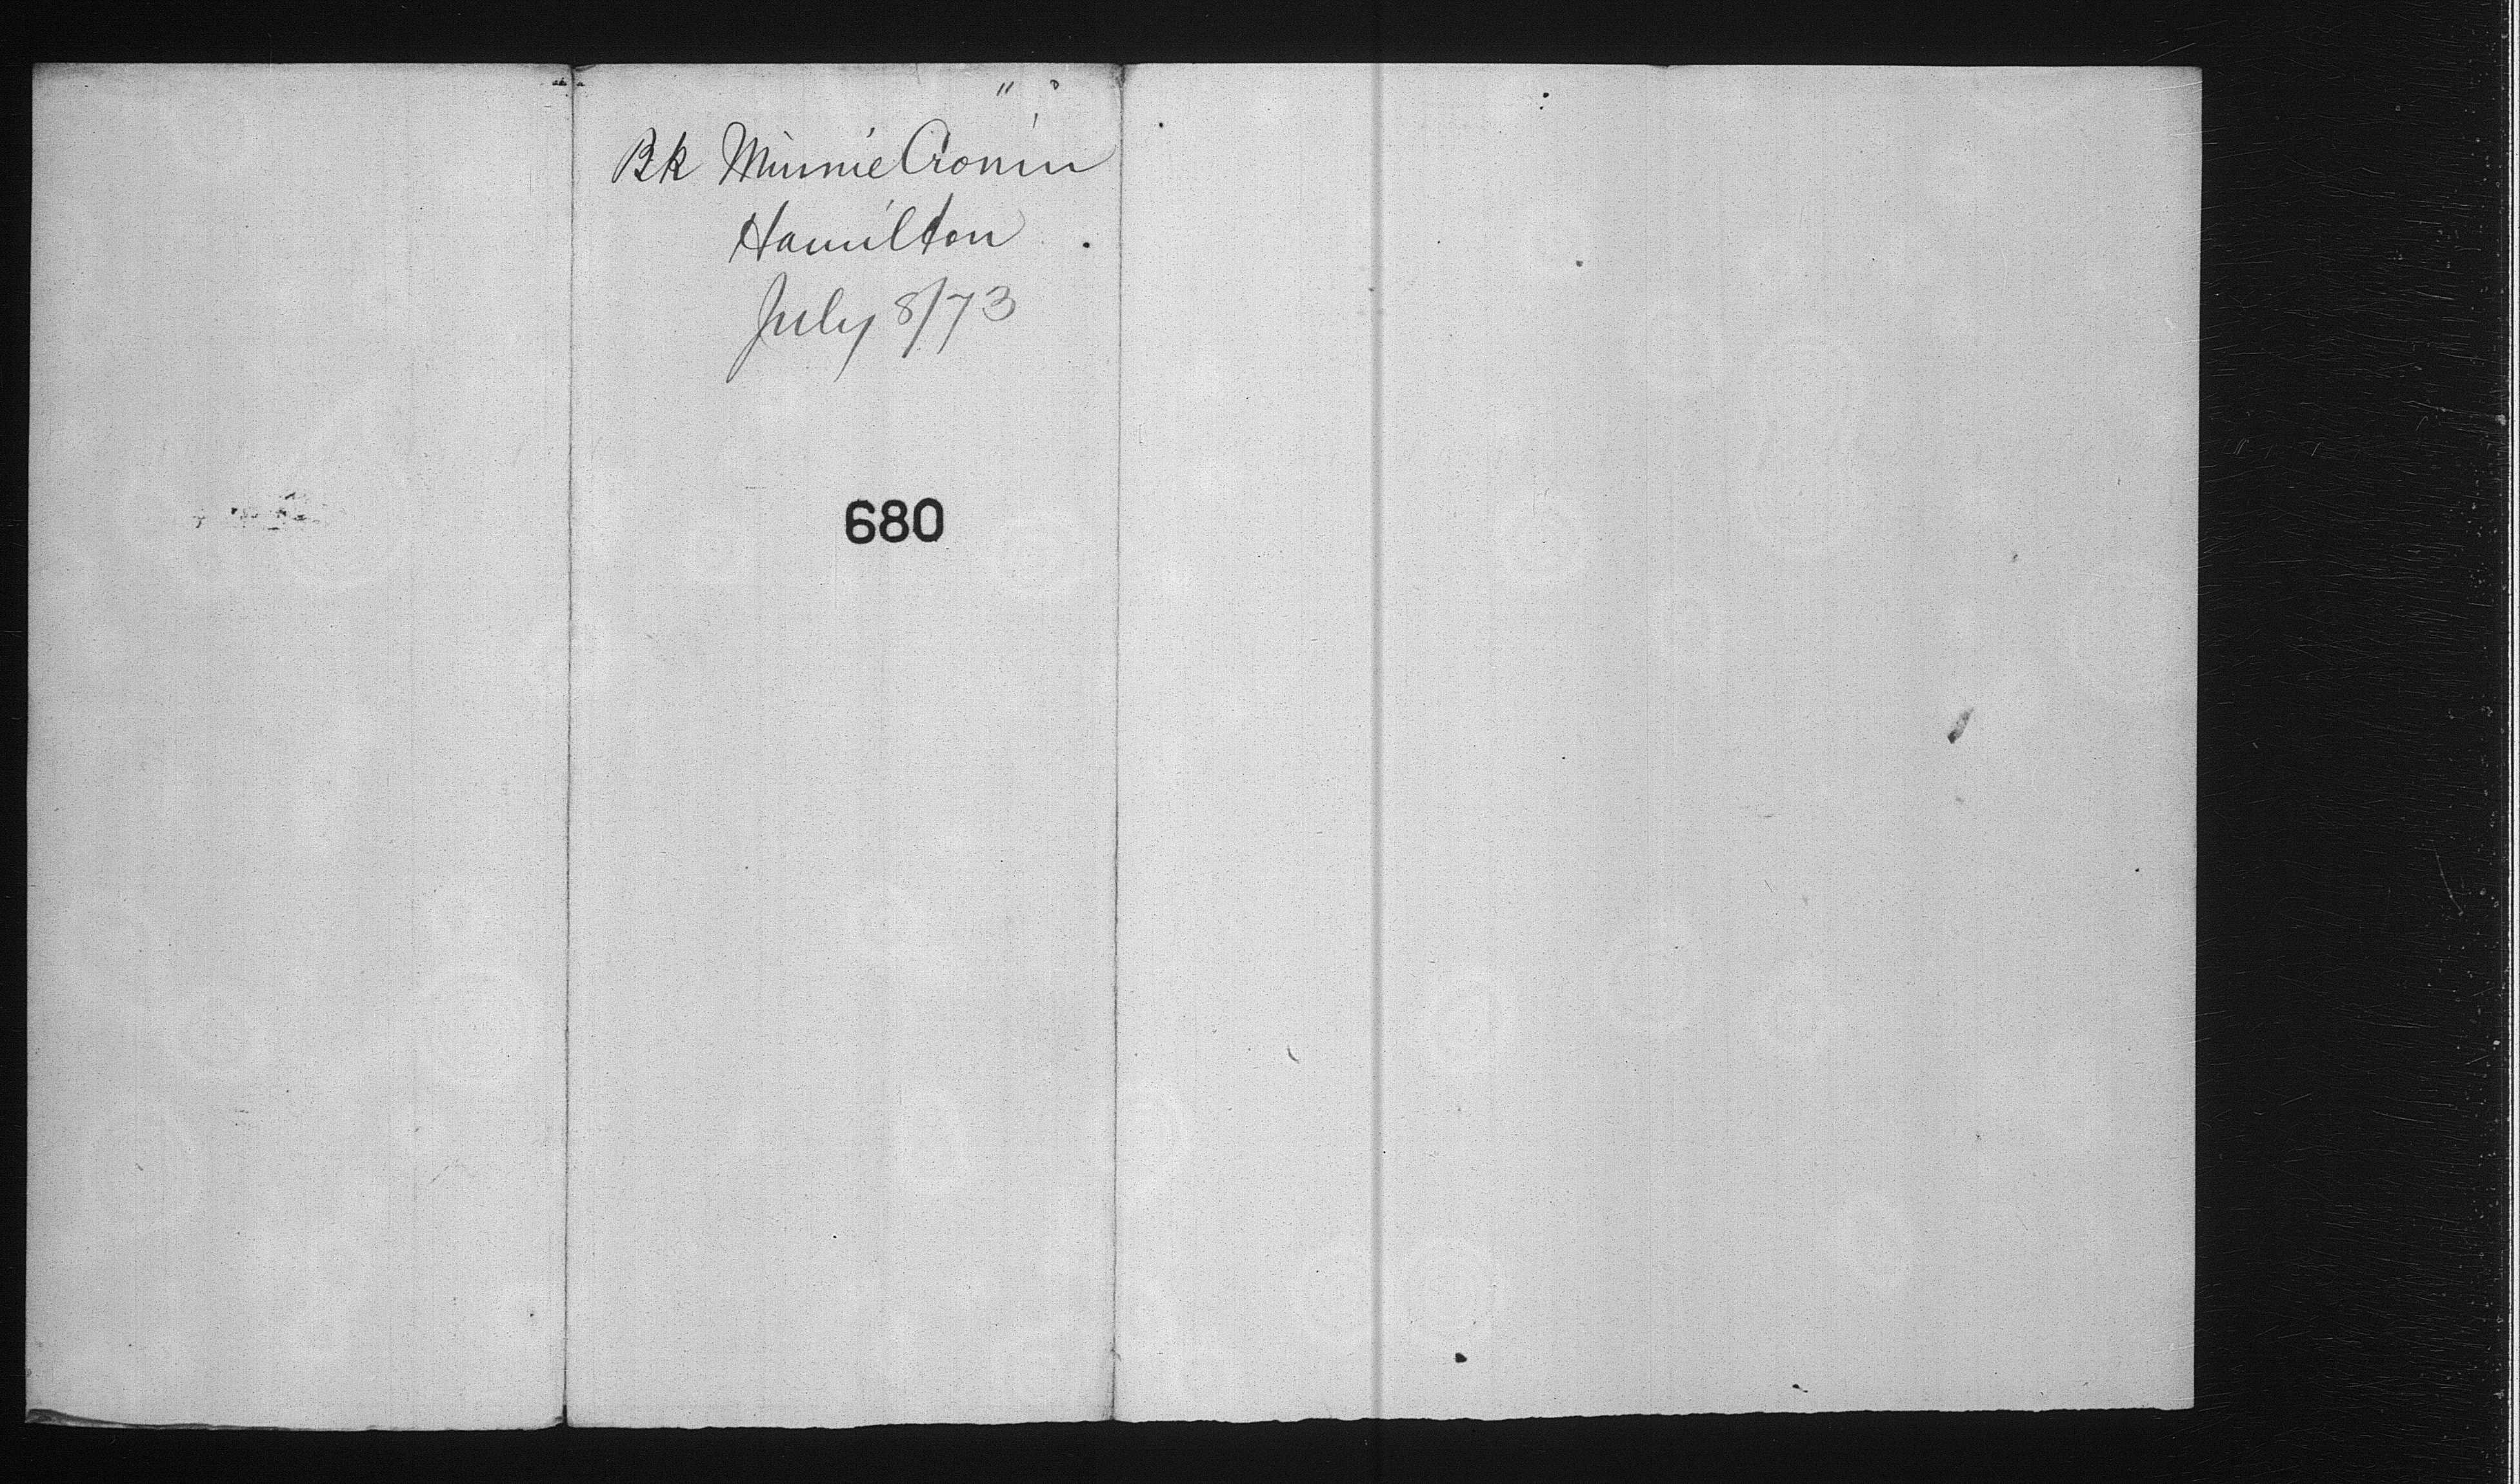 Bk Minnie Cronin
Hamilton
July 8/73
680